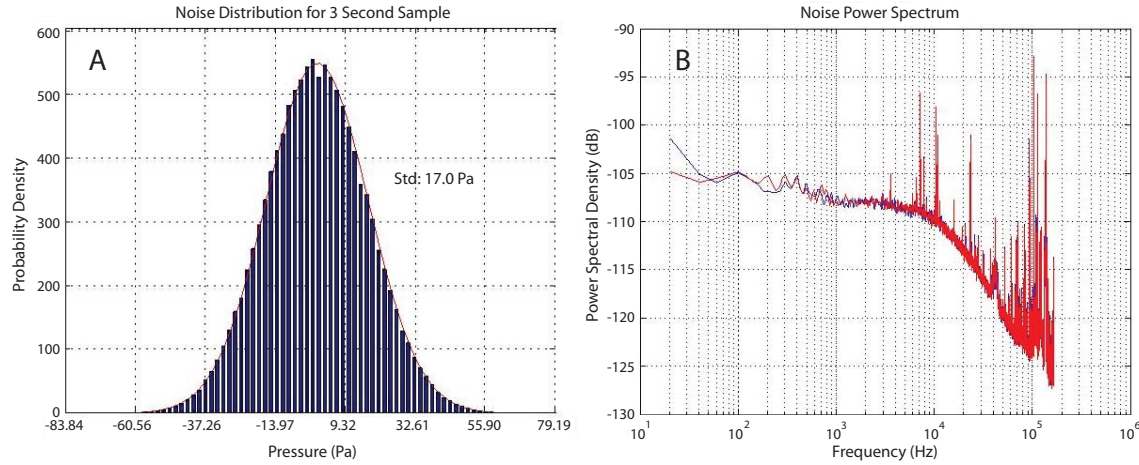 Noise Distribution for 3 Second Sample
A
Std: 17.0 Pa
Probability Density
600
500
400
300
200
100
0
-83.84 -60.56 -37.26 -13.97 9.32 32.61 55.90 79.19
Pressure (Pa)
Noise Power Spectrum
B
Power Spectral Density (dB)
-90
-95
-100
-105
-110
-115
-120
-125
-130
10^1 10^2 10^3 10^4 10^5 10^6
Frequency (Hz)